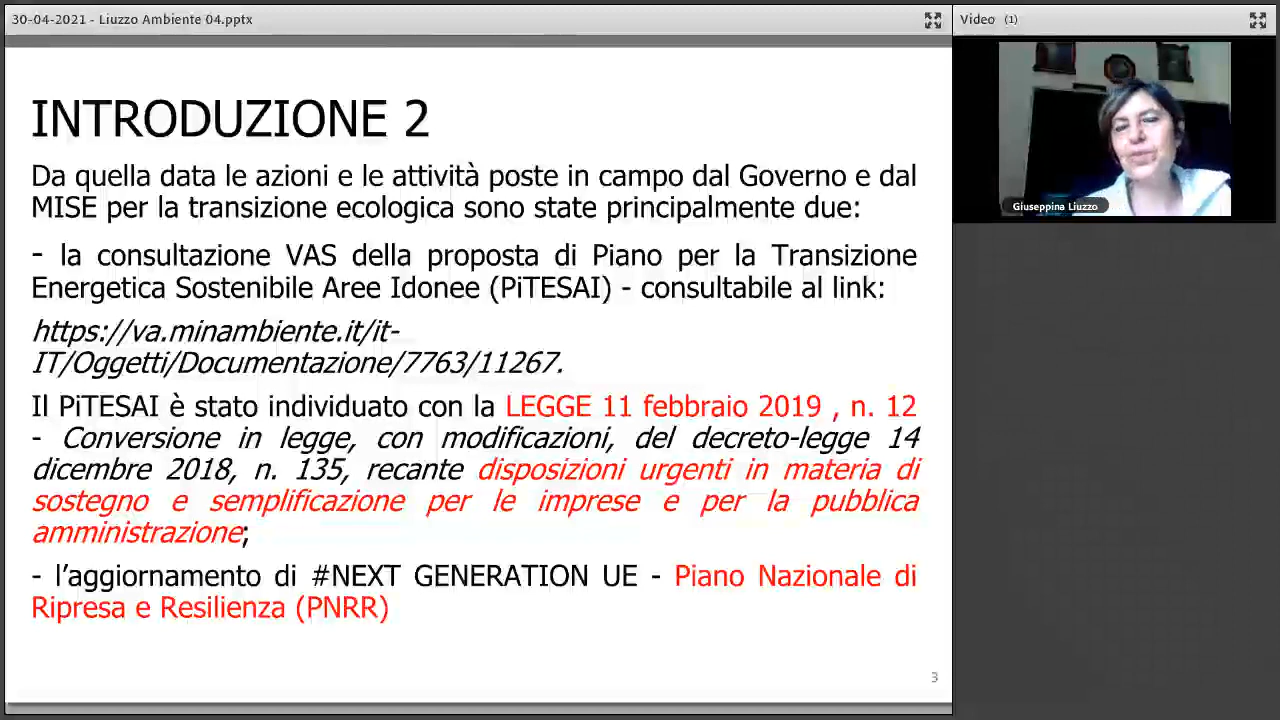 30-04-2021 - Liuzzo Ambiente 04.pptx
Video (1)
INTRODUZIONE 2
Da quella data le azioni e le attività poste in campo dal Governo e dal
MISE per la transizione ecologica sono state principalmente due:
- la consultazione VAS della proposta di Piano per la Transizione
Energetica Sostenibile Aree Idonee (PiTESAI) - consultabile al link:
https://va.minambiente.it/it-
IT/Oggetti/Documentazione/7763/11267.
Il PiTESAI è stato individuato con la LEGGE 11 febbraio 2019 , n. 12
- Conversione in legge, con modificazioni, del decreto-legge 14
dicembre 2018, n. 135, recante disposizioni urgenti in materia di
sostegno e semplificazione per le imprese e per la pubblica
amministrazione;
- l’aggiornamento di #NEXT GENERATION UE - Piano Nazionale di
Ripresa e Resilienza (PNRR)
3
Giuseppina Liuzzo